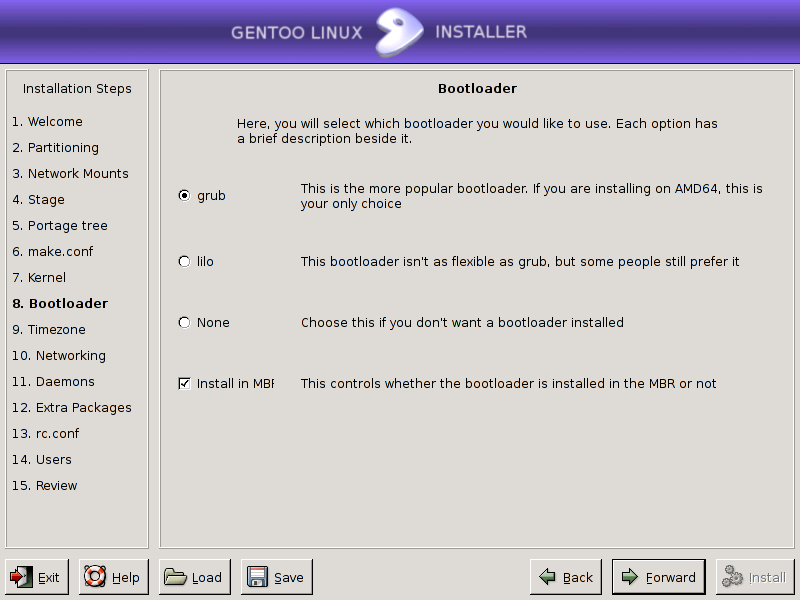 GENTOO LINUX INSTALLER
Installation Steps
1. Welcome
2. Partitioning
3. Network Mounts
4. Stage
5. Portage tree
6. make.conf
7. Kernel
8. Bootloader
9. Timezone
10. Networking
11. Daemons
12. Extra Packages
13. rc.conf
14. Users
15. Review
Bootloader
Here, you will select which bootloader you would like to use. Each option has
a brief description beside it.
grub
This is the more popular bootloader. If you are installing on AMD64, this is
your only choice
lilo
This bootloader isn't as flexible as grub, but some people still prefer it
None
Choose this if you don't want a bootloader installed
Install in MBR
This controls whether the bootloader is installed in the MBR or not
Exit
Help
Load
Save
Back
Forward
Install